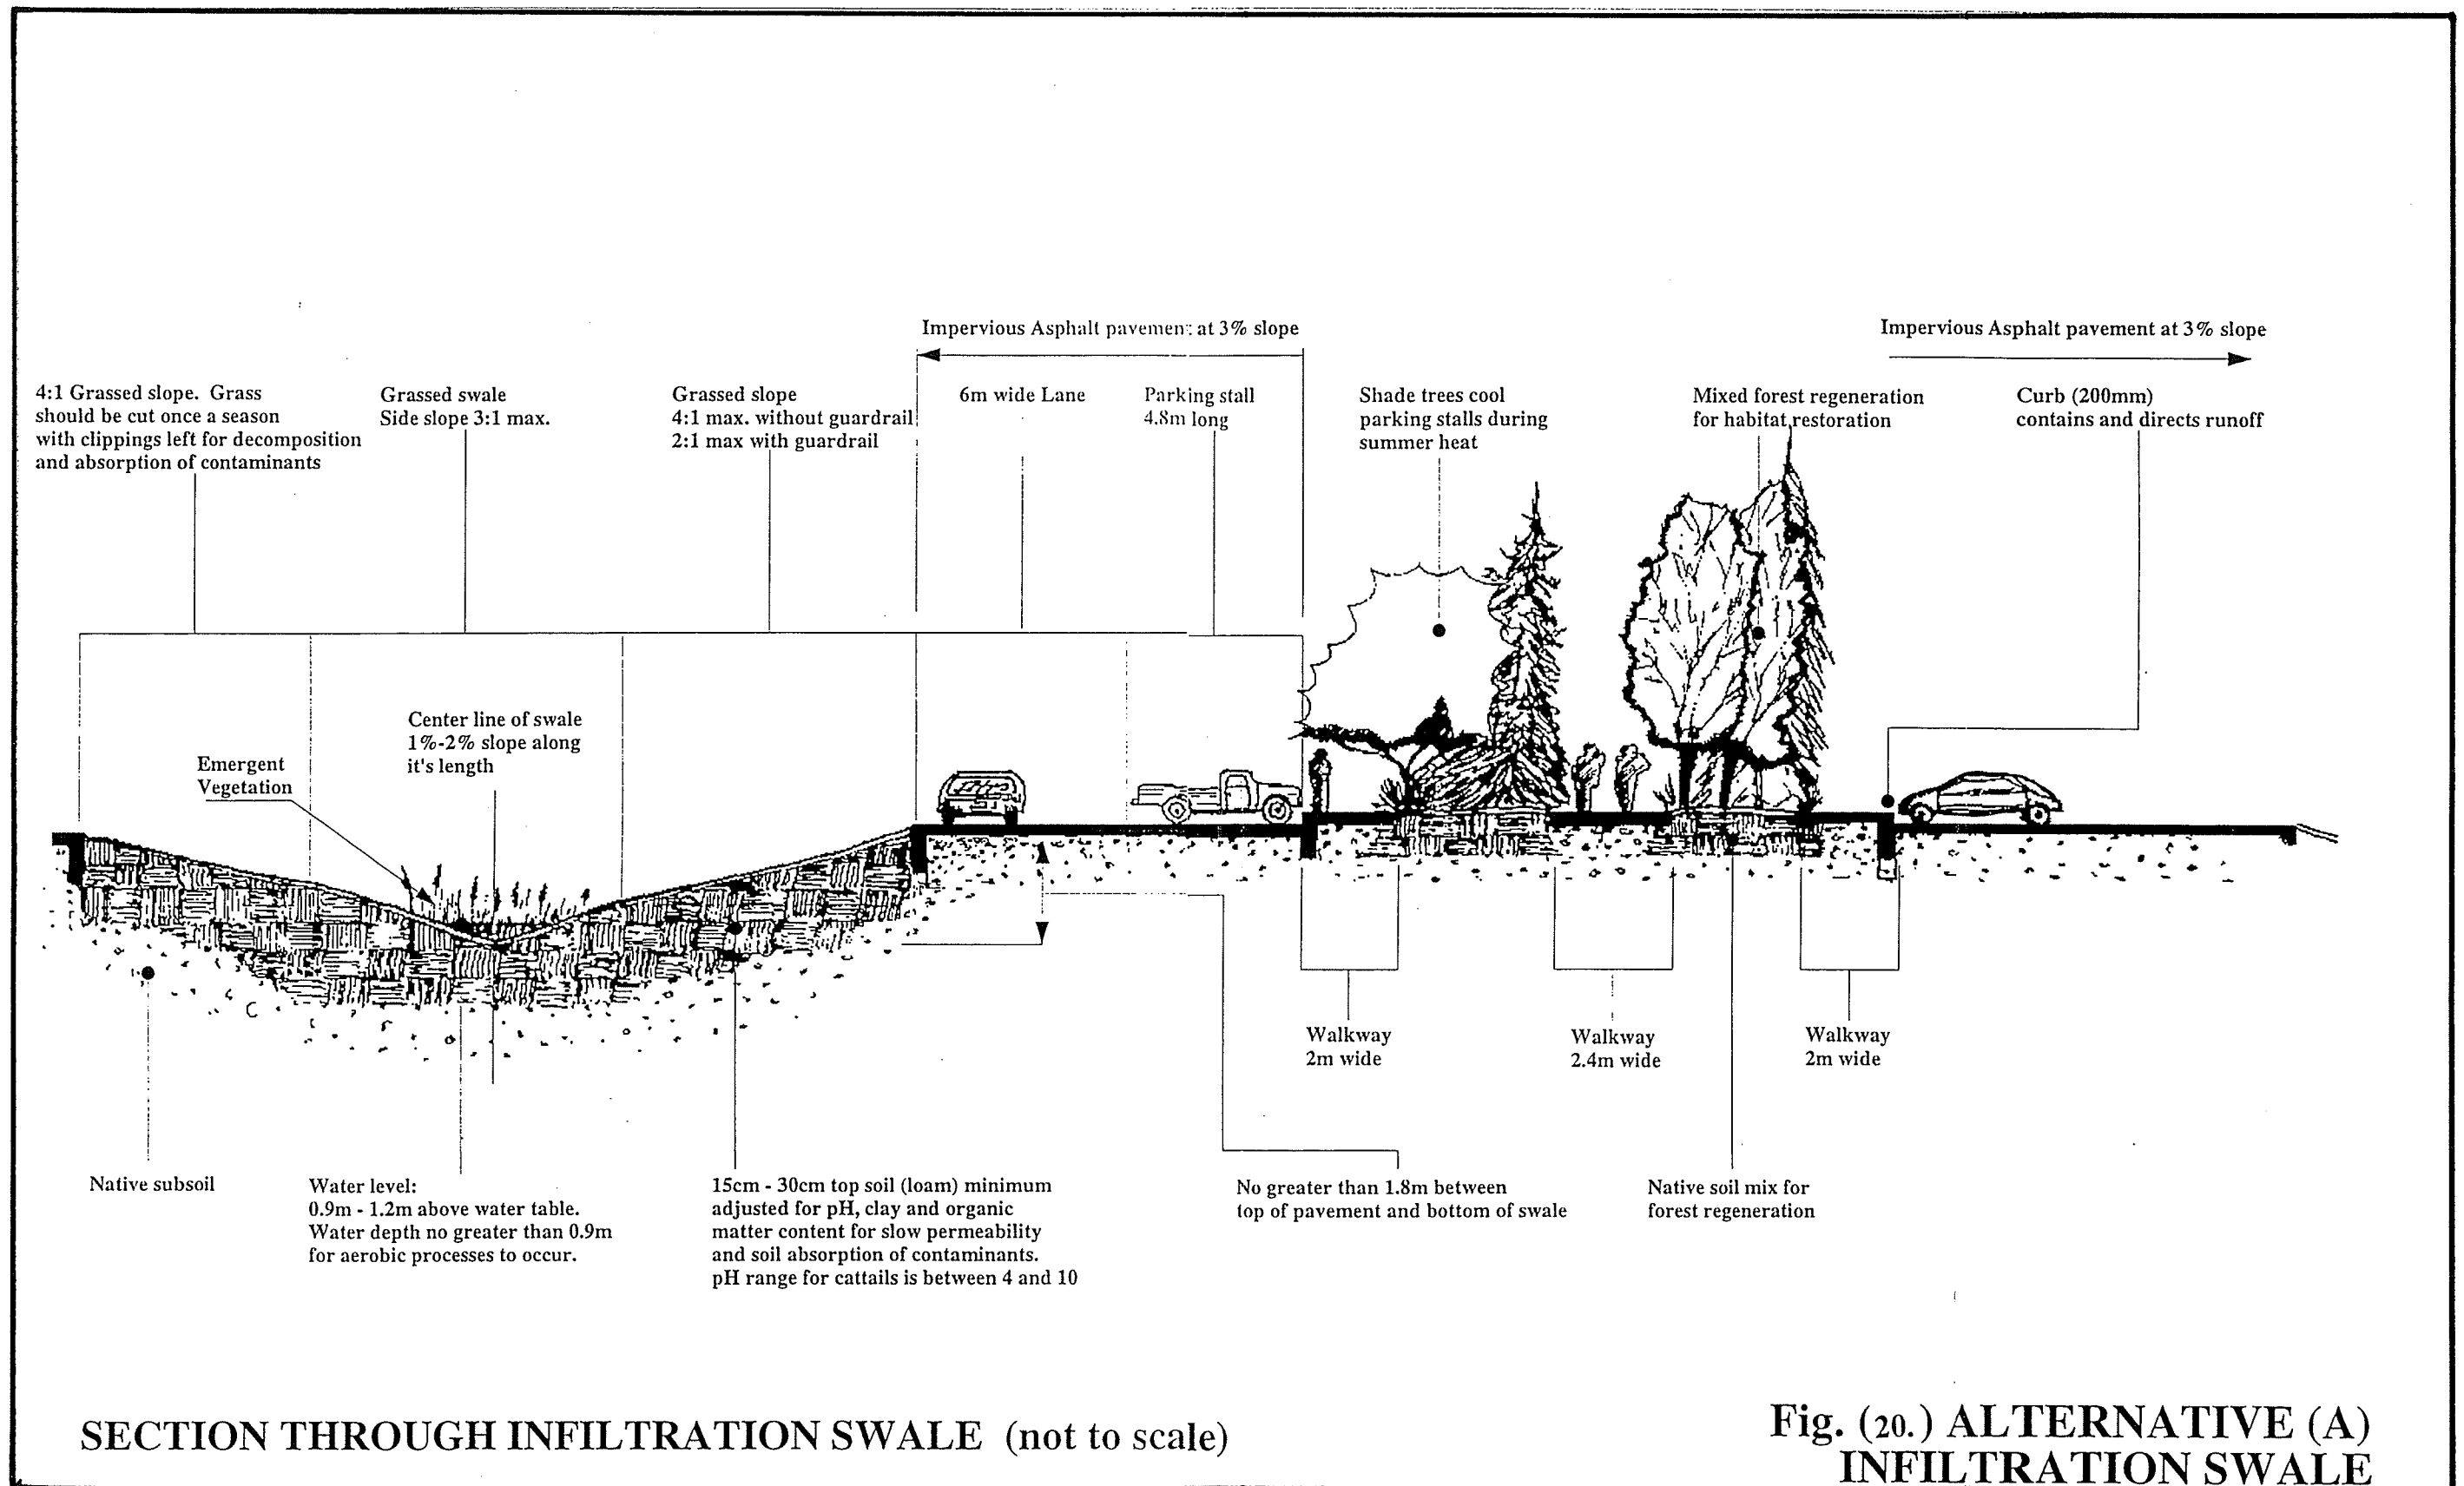 Impervious Asphalt pavement at 3% slope
Impervious Asphalt pavement at 3% slope
4:1 Grassed slope. Grass
should be cut once a season
with clippings left for decomposition
and absorption of contaminants
Grassed swale
Side slope 3:1 max.
Grassed slope
4:1 max. without guardrail
2:1 max with guardrail
6m wide Lane
Parking stall
4.8m long
Shade trees cool
parking stalls during
summer heat
Mixed forest regeneration
for habitat restoration
Curb (200mm)
contains and directs runoff
Center line of swale
1%-2% slope along
it's length
Emergent
Vegetation
Walkway
2m wide
Walkway
2.4m wide
Walkway
2m wide
Native subsoil
Water level:
0.9m - 1.2m above water table.
Water depth no greater than 0.9m
for aerobic processes to occur.
15cm - 30cm top soil (loam) minimum
adjusted for pH, clay and organic
matter content for slow permeability
and soil absorption of contaminants.
pH range for cattails is between 4 and 10
No greater than 1.8m between
top of pavement and bottom of swale
Native soil mix for
forest regeneration
SECTION THROUGH INFILTRATION SWALE (not to scale)
Fig. (20.) ALTERNATIVE (A)
INFILTRATION SWALE